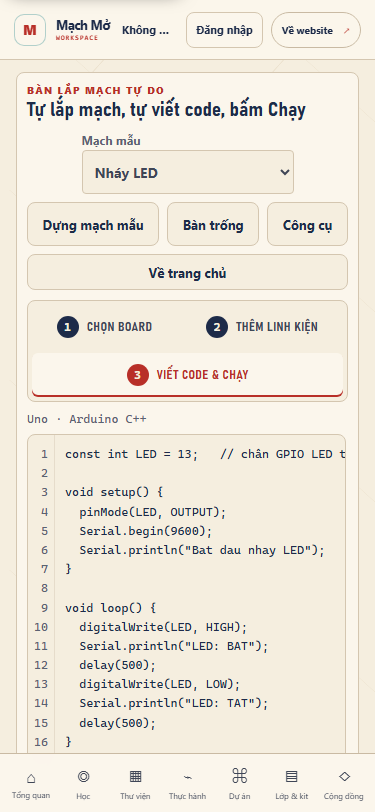 M
Mạch Mở
WORKSPACE
Không ...
Đăng nhập
Về website ↗
BÀN LẮP MẠCH TỰ DO
Tự lắp mạch, tự viết code, bấm Chạy
Mạch mẫu
Nháy LED
Dựng mạch mẫu
Bàn trống
Công cụ
Về trang chủ
1 CHỌN BOARD
2 THÊM LINH KIỆN
3 VIẾT CODE & CHẠY
Uno · Arduino C++
1 const int LED = 13;   // chân GPIO LED t
2
3 void setup() {
4   pinMode(LED, OUTPUT);
5   Serial.begin(9600);
6   Serial.println("Bat dau nhay LED");
7 }
8
9 void loop() {
10   digitalWrite(LED, HIGH);
11   Serial.println("LED: BAT");
12   delay(500);
13   digitalWrite(LED, LOW);
14   Serial.println("LED: TAT");
15   delay(500);
16 }
Tổng quan
Học
Thư viện
Thực hành
Dự án
Lớp & kit
Cộng đồng